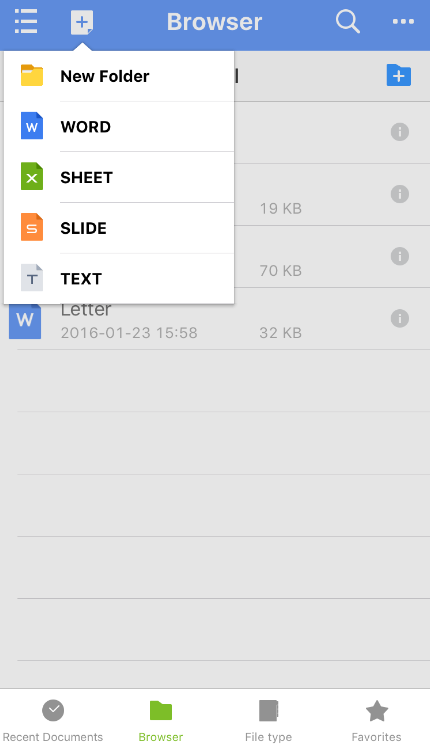 Browser
New Folder
WORD
SHEET
SLIDE
TEXT
19 KB
70 KB
Letter
2016-01-23 15:58
32 KB
Recent Documents
Browser
File type
Favorites